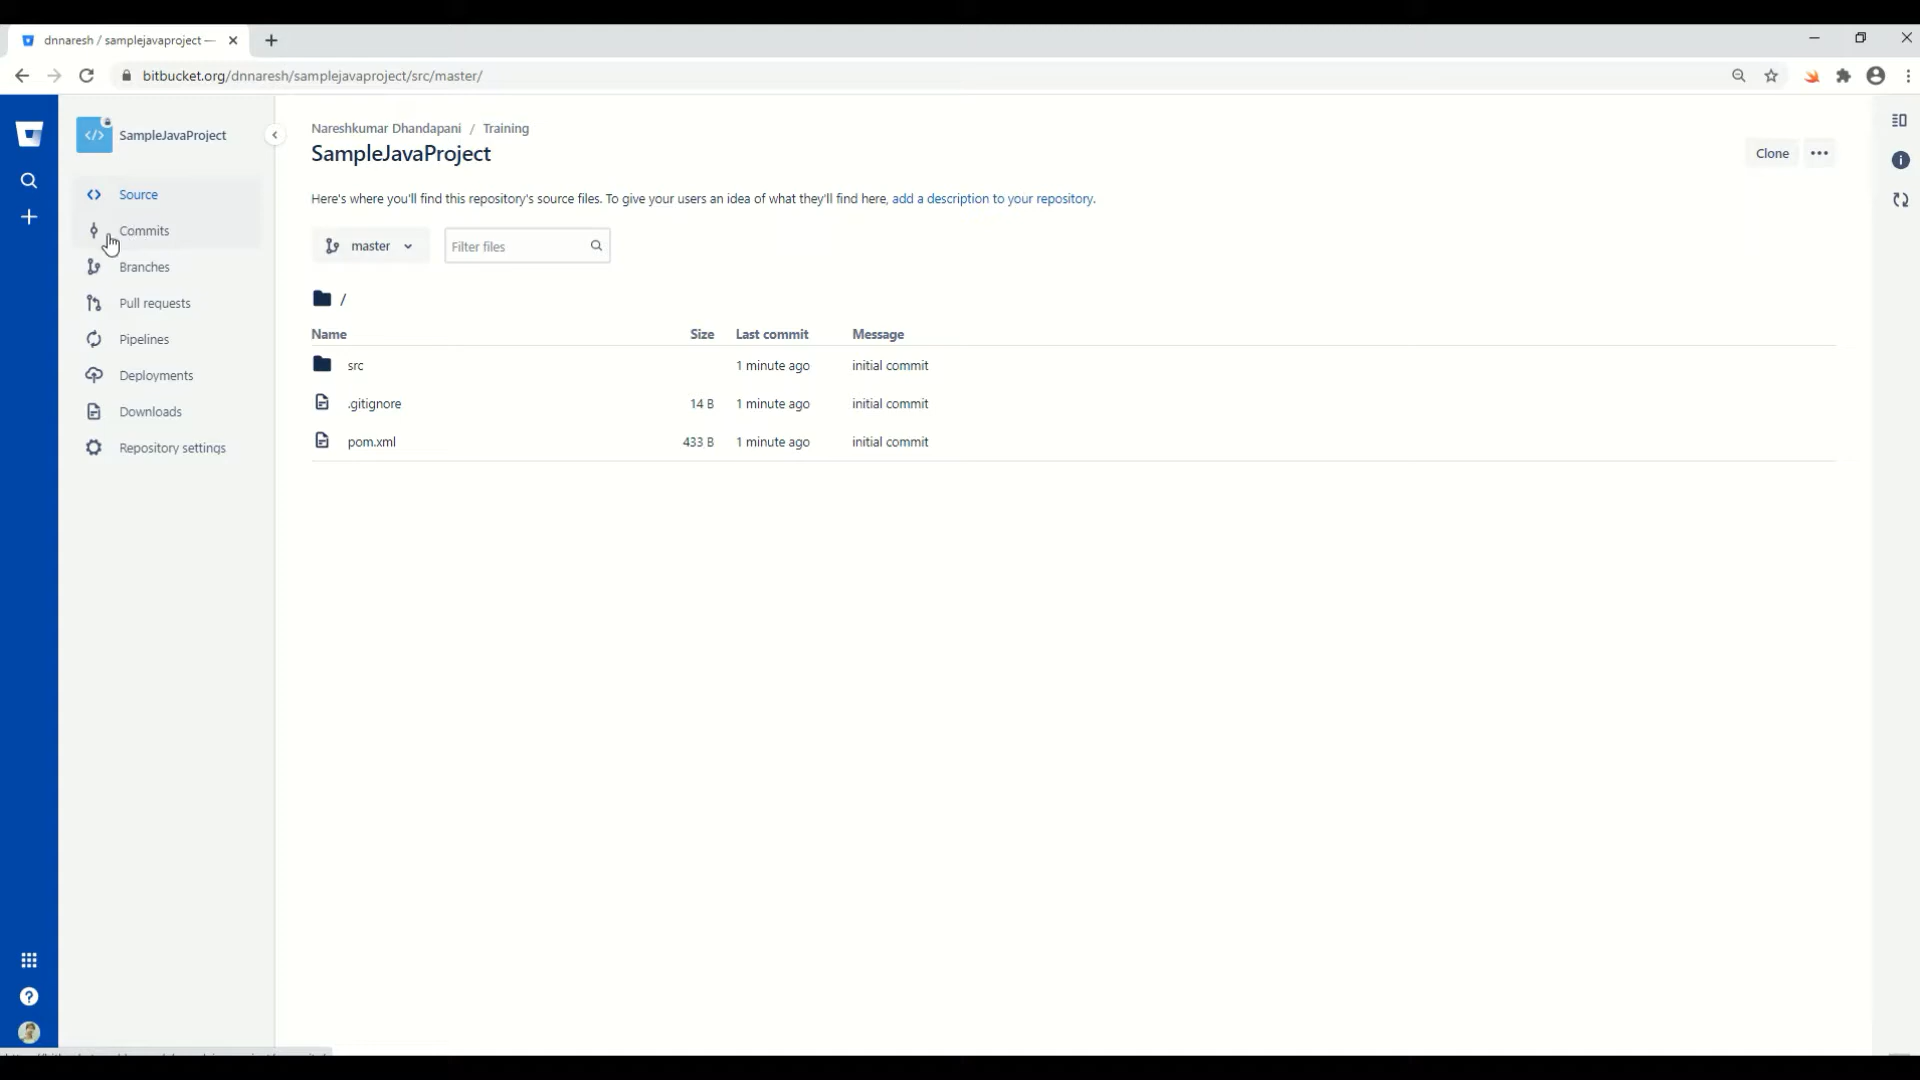 dnnaresh / samplejavaproject —
bitbucket.org/dnnaresh/samplejavaproject/src/master/
SampleJavaProject
Source
Commits
Branches
Pull requests
Pipelines
Deployments
Downloads
Repository settings
Nareshkumar Dhandapani / Training
SampleJavaProject
Clone
Here's where you'll find this repository's source files. To give your users an idea of what they'll find here, add a description to your repository.
master
Filter files
/
Name Size Last commit Message
src 1 minute ago initial commit
.gitignore 14 B 1 minute ago initial commit
pom.xml 433 B 1 minute ago initial commit